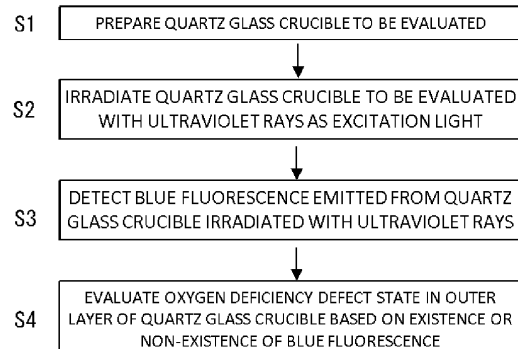 S1
PREPARE QUARTZ GLASS CRUCIBLE TO BE EVALUATED
S2
IRRADIATE QUARTZ GLASS CRUCIBLE TO BE EVALUATED
WITH ULTRAVIOLET RAYS AS EXCITATION LIGHT
S3
DETECT BLUE FLUORESCENCE EMITTED FROM QUARTZ
GLASS CRUCIBLE IRRADIATED WITH ULTRAVIOLET RAYS
S4
EVALUATE OXYGEN DEFICIENCY DEFECT STATE IN OUTER
LAYER OF QUARTZ GLASS CRUCIBLE BASED ON EXISTENCE OR
NON-EXISTENCE OF BLUE FLUORESCENCE